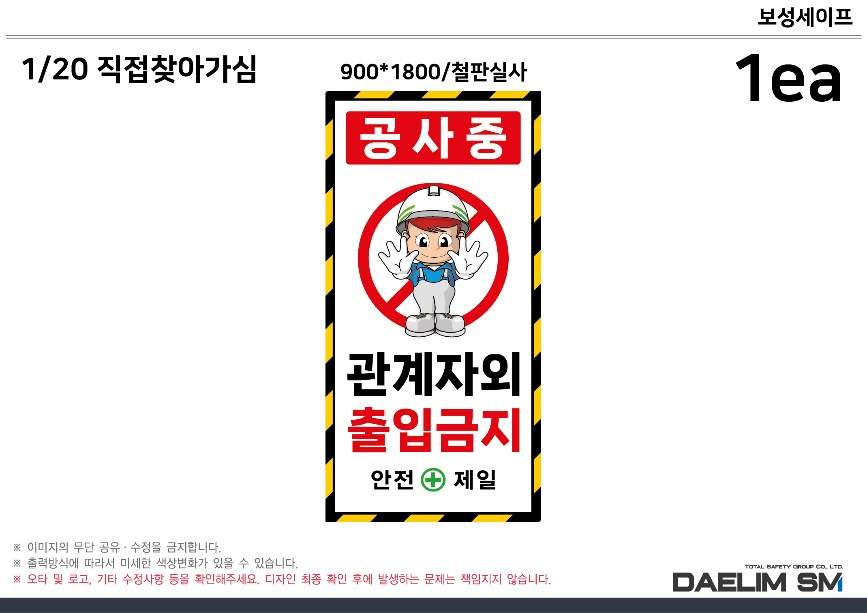 보성세이프
1/20 직접찾아가심
900*1800/철판실사
1ea
공사중
관계자외
출입금지
안전 제일
※ 이미지의 무단 공유·수정을 금지합니다.
※ 출력방식에 따라서 미세한 색상변화가 있을 수 있습니다.
※ 오타 및 로고, 기타 수정사항 등을 확인해주세요. 디자인 최종 확인 후에 발생하는 문제는 책임지지 않습니다.
TOTAL SAFETY GROUP CO., LTD.
DAELIM SM